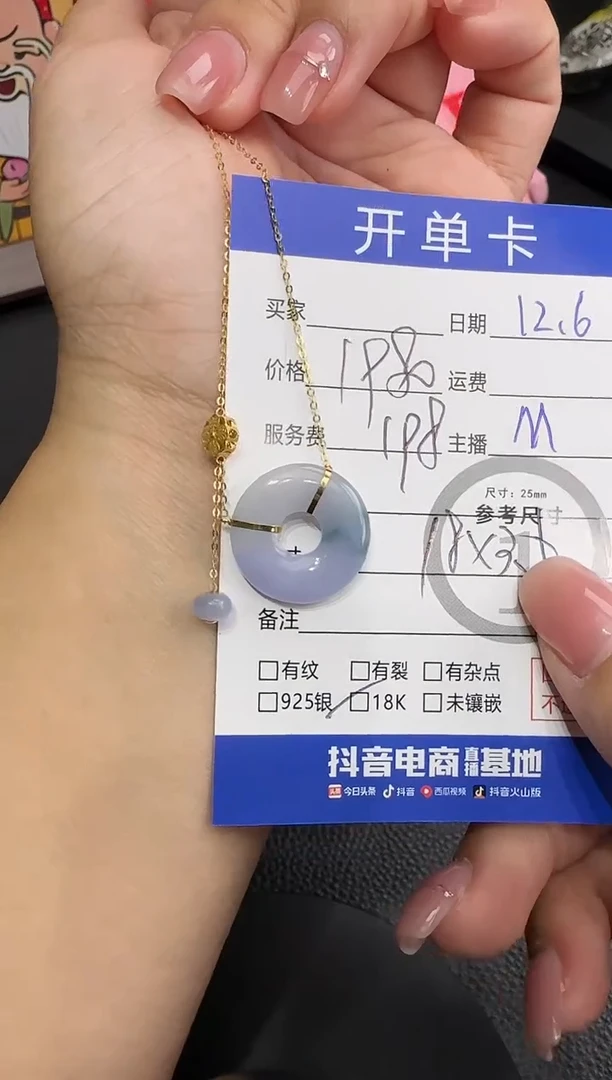 开单卡
买家 日期 12.6
价格 1980 运费
服务费 198 主播 M
尺寸：25mm
参考尺寸
备注
有纹 有裂 有杂点
925银 18K 未镶嵌
抖音电商直播基地
头条 今日头条 抖音 西瓜视频 抖音火山版